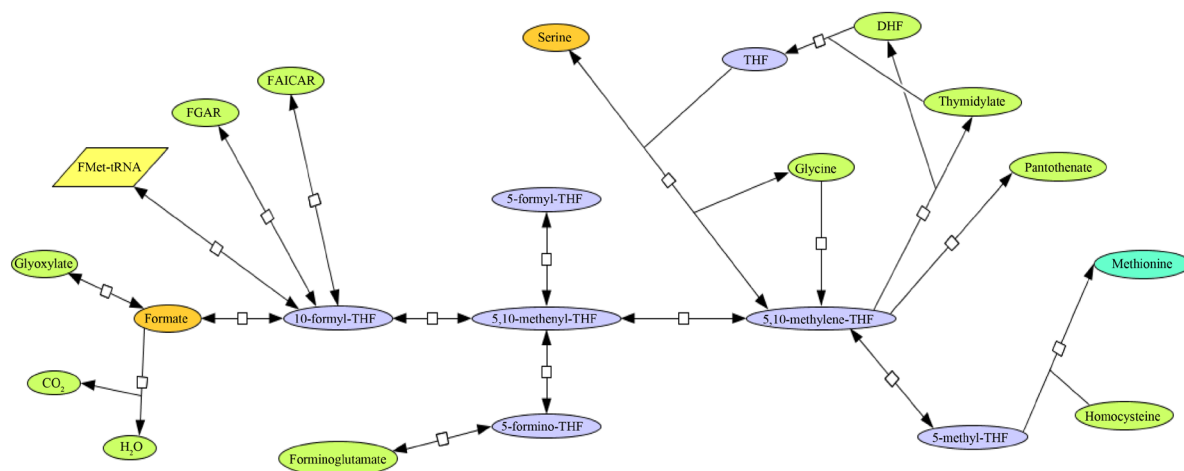 Serine
DHF
THF
FAICAR
Thymidylate
FGAR
FMet-tRNA
Glycine
Pantothenate
5-formyl-THF
Glyoxylate
Methionine
Formate
10-formyl-THF
5,10-methenyl-THF
5,10-methylene-THF
CO₂
Homocysteine
5-formino-THF
5-methyl-THF
H₂O
Forminoglutamate